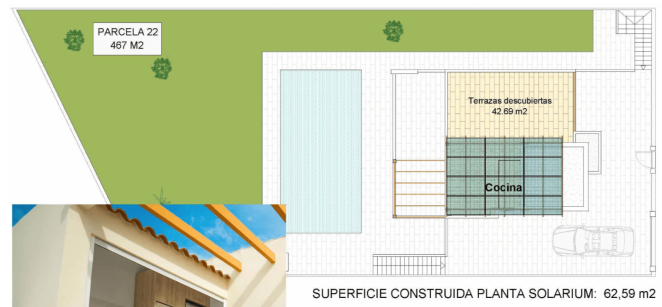 PARCELA 22
467 M2
Terrazas descubiertas
42.69 m2
Cocina
SUPERFICIE CONSTRUIDA PLANTA SOLARIUM: 62,59 m2